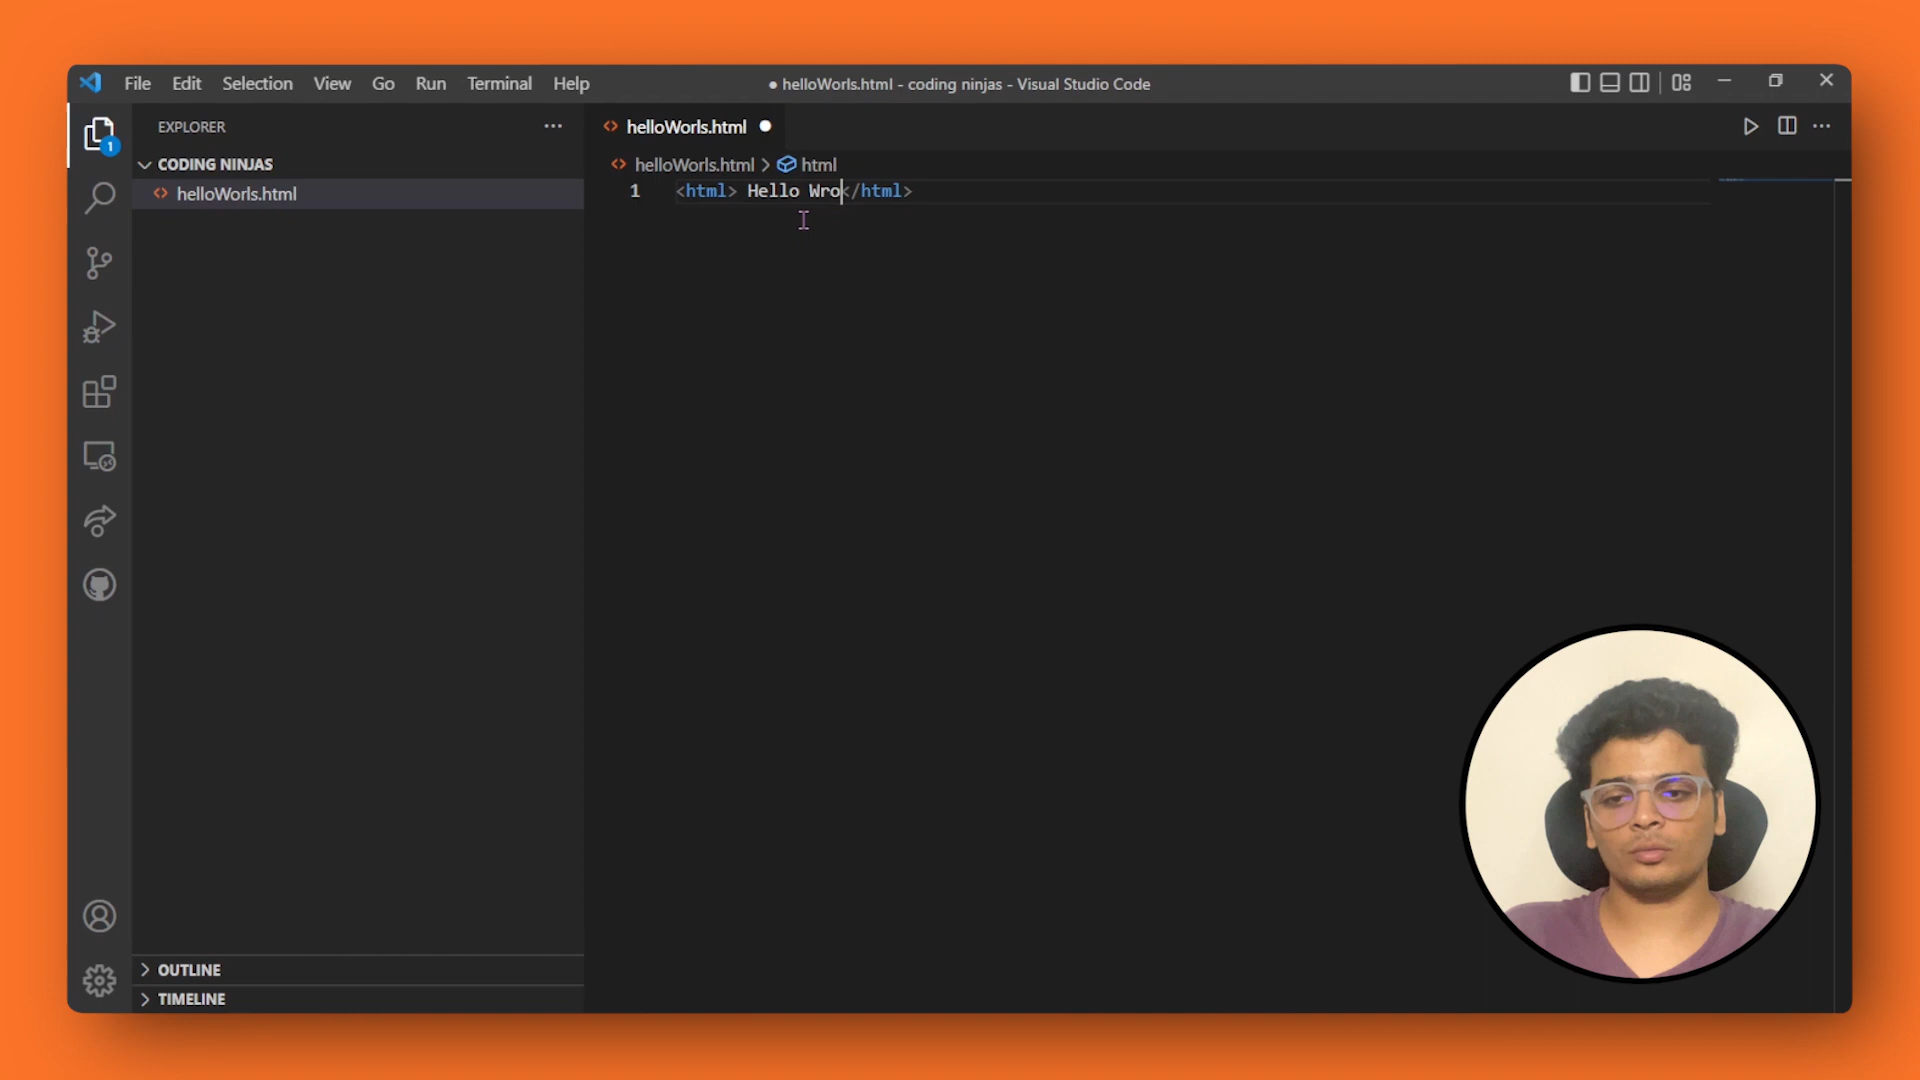 File Edit Selection View Go Run Terminal Help
● helloWorls.html - coding ninjas - Visual Studio Code
EXPLORER
helloWorls.html
1
CODING NINJAS
helloWorls.html > html
helloWorls.html
1 <html> Hello Wro</html>
OUTLINE
TIMELINE